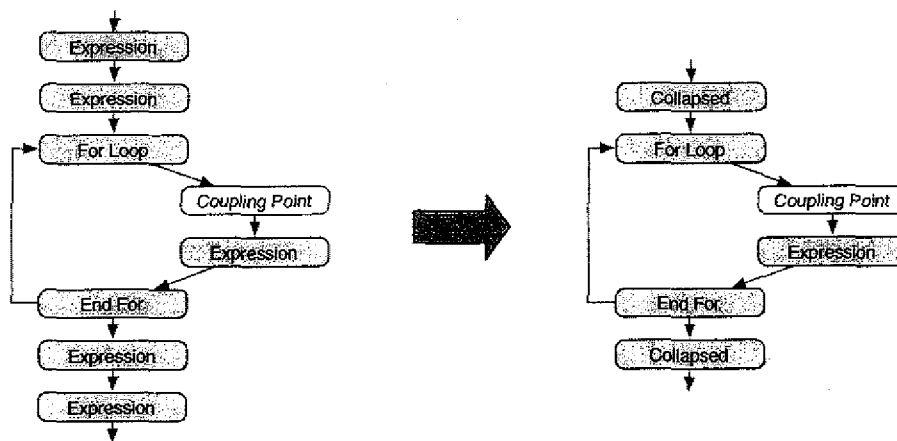 Expression
Expression
For Loop
Coupling Point
Expression
End For
Expression
Expression
Collapsed
For Loop
Coupling Point
Expression
End For
Collapsed